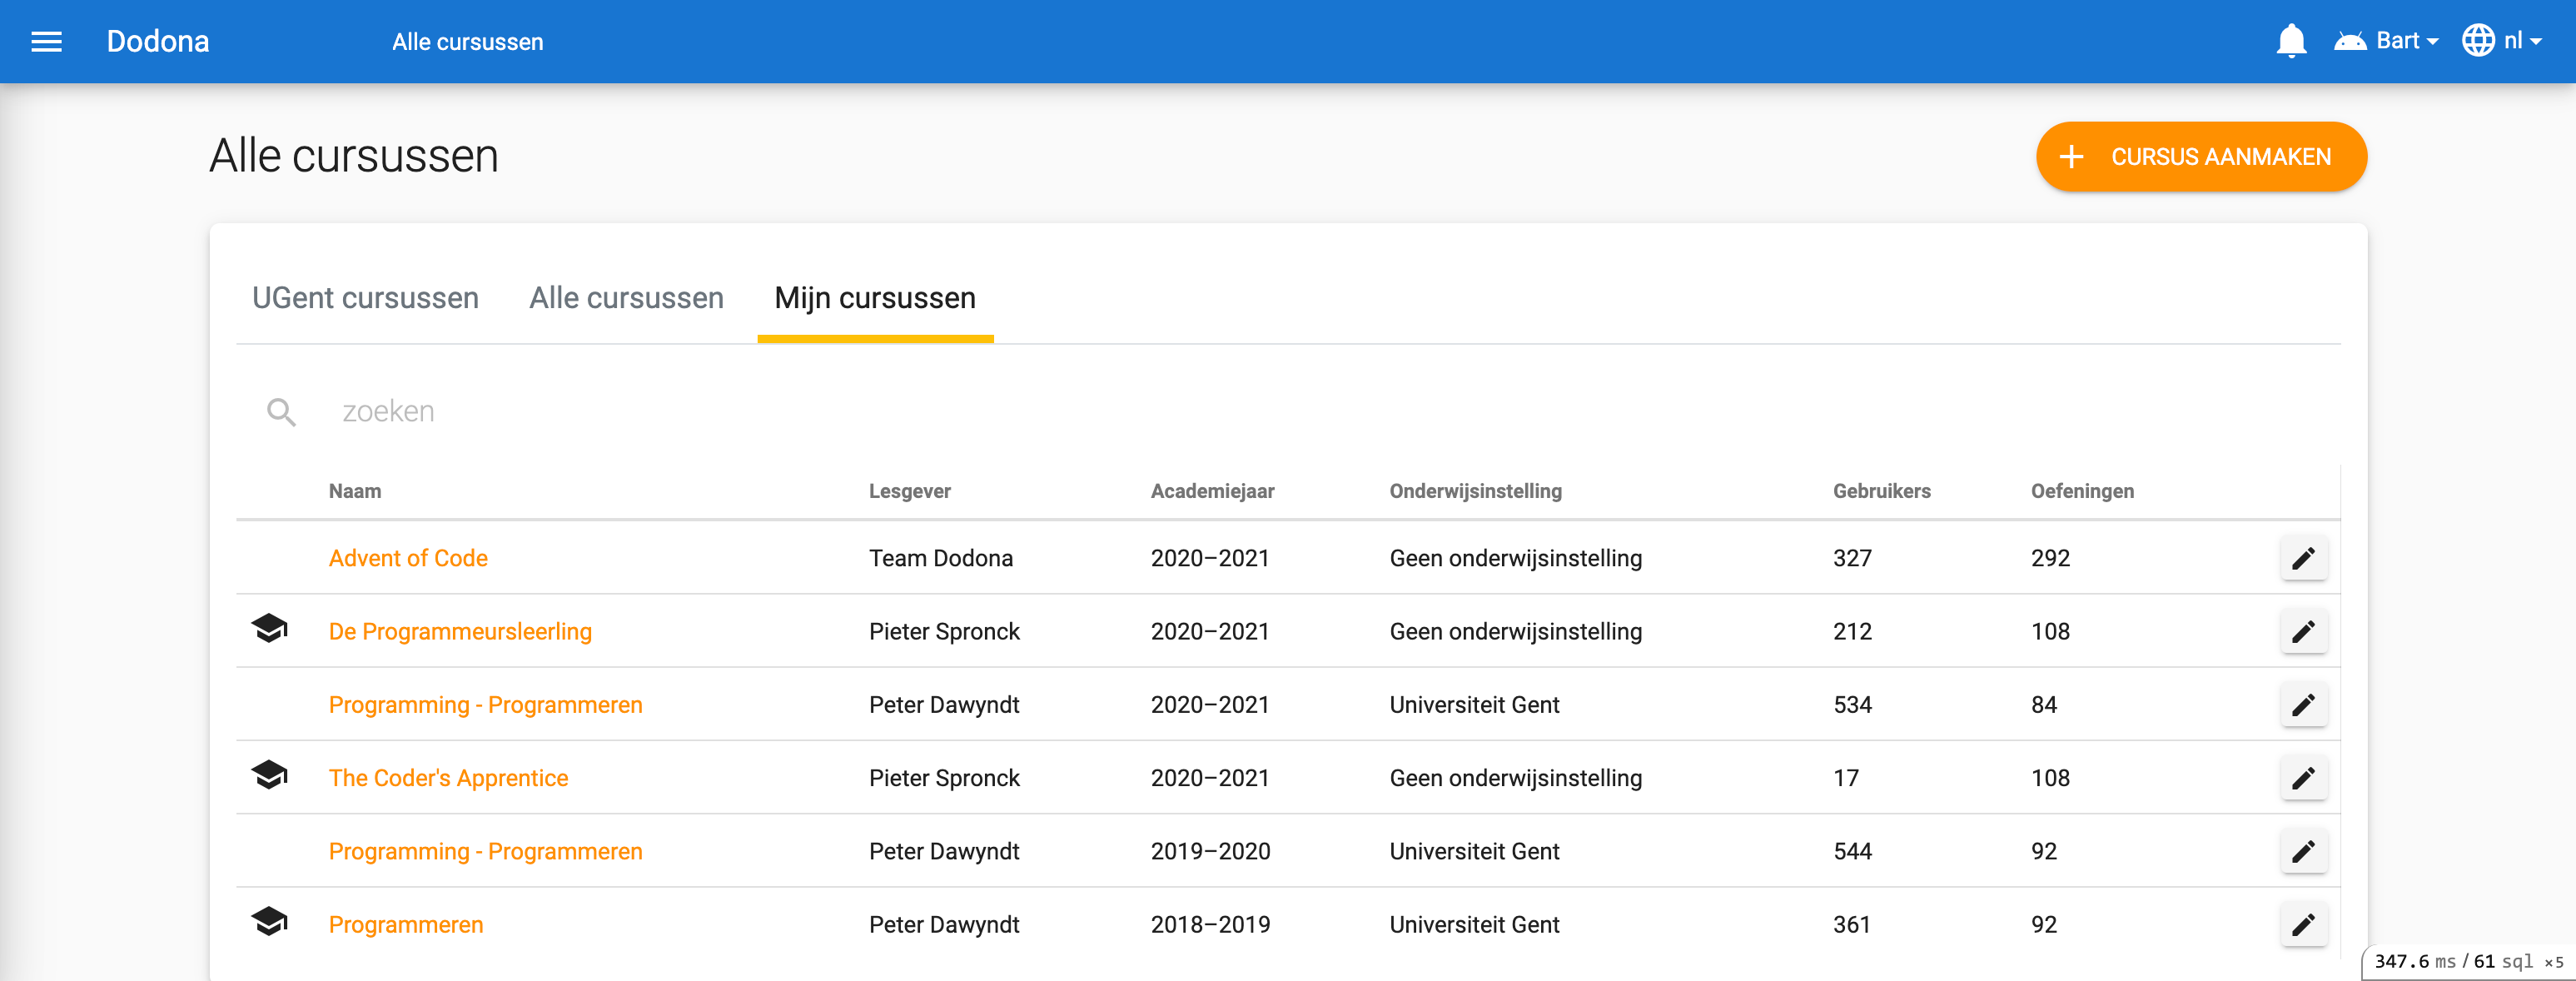 Dodona Alle cursussen Bart nl
Alle cursussen
CURSUS AANMAKEN
UGent cursussen Alle cursussen Mijn cursussen
zoeken
Naam Lesgever Academiejaar Onderwijsinstelling Gebruikers Oefeningen
Advent of Code Team Dodona 2020–2021 Geen onderwijsinstelling 327 292
De Programmeursleerling Pieter Spronck 2020–2021 Geen onderwijsinstelling 212 108
Programming - Programmeren Peter Dawyndt 2020–2021 Universiteit Gent 534 84
The Coder's Apprentice Pieter Spronck 2020–2021 Geen onderwijsinstelling 17 108
Programming - Programmeren Peter Dawyndt 2019–2020 Universiteit Gent 544 92
Programmeren Peter Dawyndt 2018–2019 Universiteit Gent 361 92
347.6 ms / 61 sql ×5